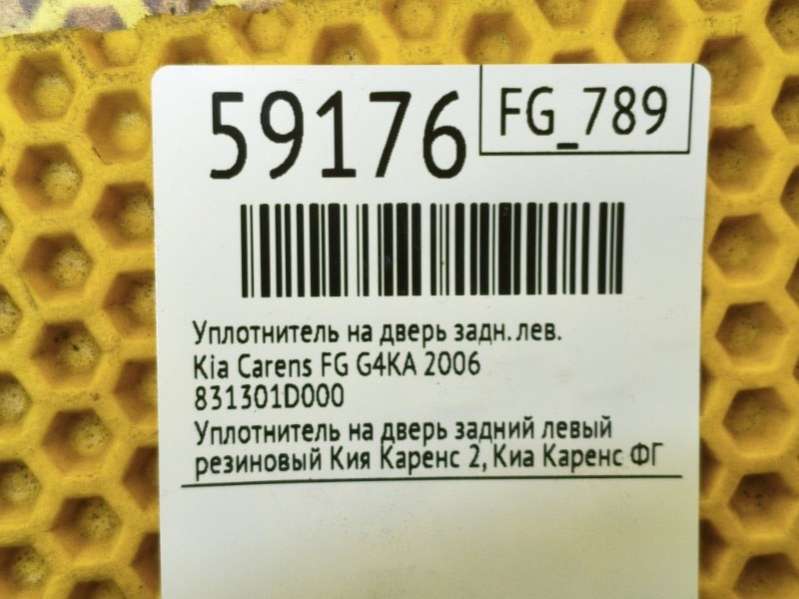 59176
FG_789
Уплотнитель на дверь задн.лев.
Kia Carens FG G4KA 2006
831301D000
Уплотнитель на дверь задний левый
резиновый Кия Каренс 2, Киа Каренс ФГ